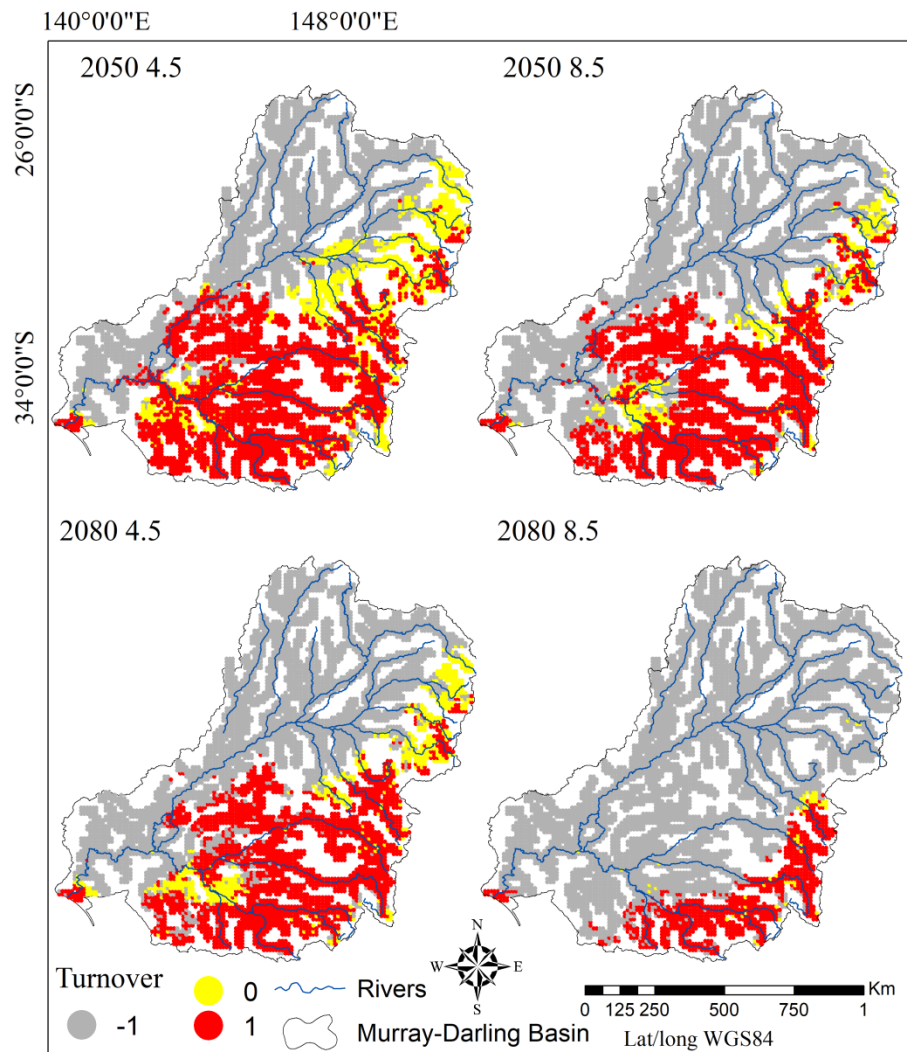 140°0'0"E 148°0'0"E
26°0'0"S
34°0'0"S
2050 4.5 2050 8.5
2080 4.5 2080 8.5
N
W E
S
Turnover
-1
0
1
Rivers
Murray-Darling Basin
Km
0 125 250 500 750 1
Lat/long WGS84